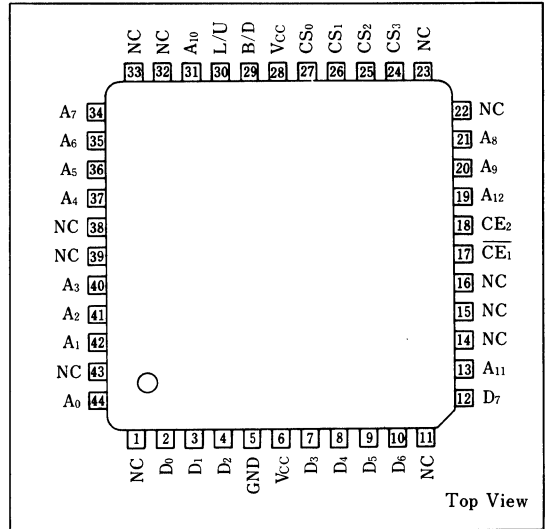 NC NC A₁₀ L/U B/D VCC CS₀ CS₁ CS₂ CS₃ NC
33 32 31 30 29 28 27 26 25 24 23
A₇ 34
A₆ 35
A₅ 36
A₄ 37
NC 38
NC 39
A₃ 40
A₂ 41
A₁ 42
NC 43
A₀ 44
22 NC
21 A₈
20 A₉
19 A₁₂
18 CE₂
17 C̅E̅₁
16 NC
15 NC
14 NC
13 A₁₁
12 D₇
1 2 3 4 5 6 7 8 9 10 11
NC D₀ D₁ D₂ GND VCC D₃ D₄ D₅ D₆ NC
Top View